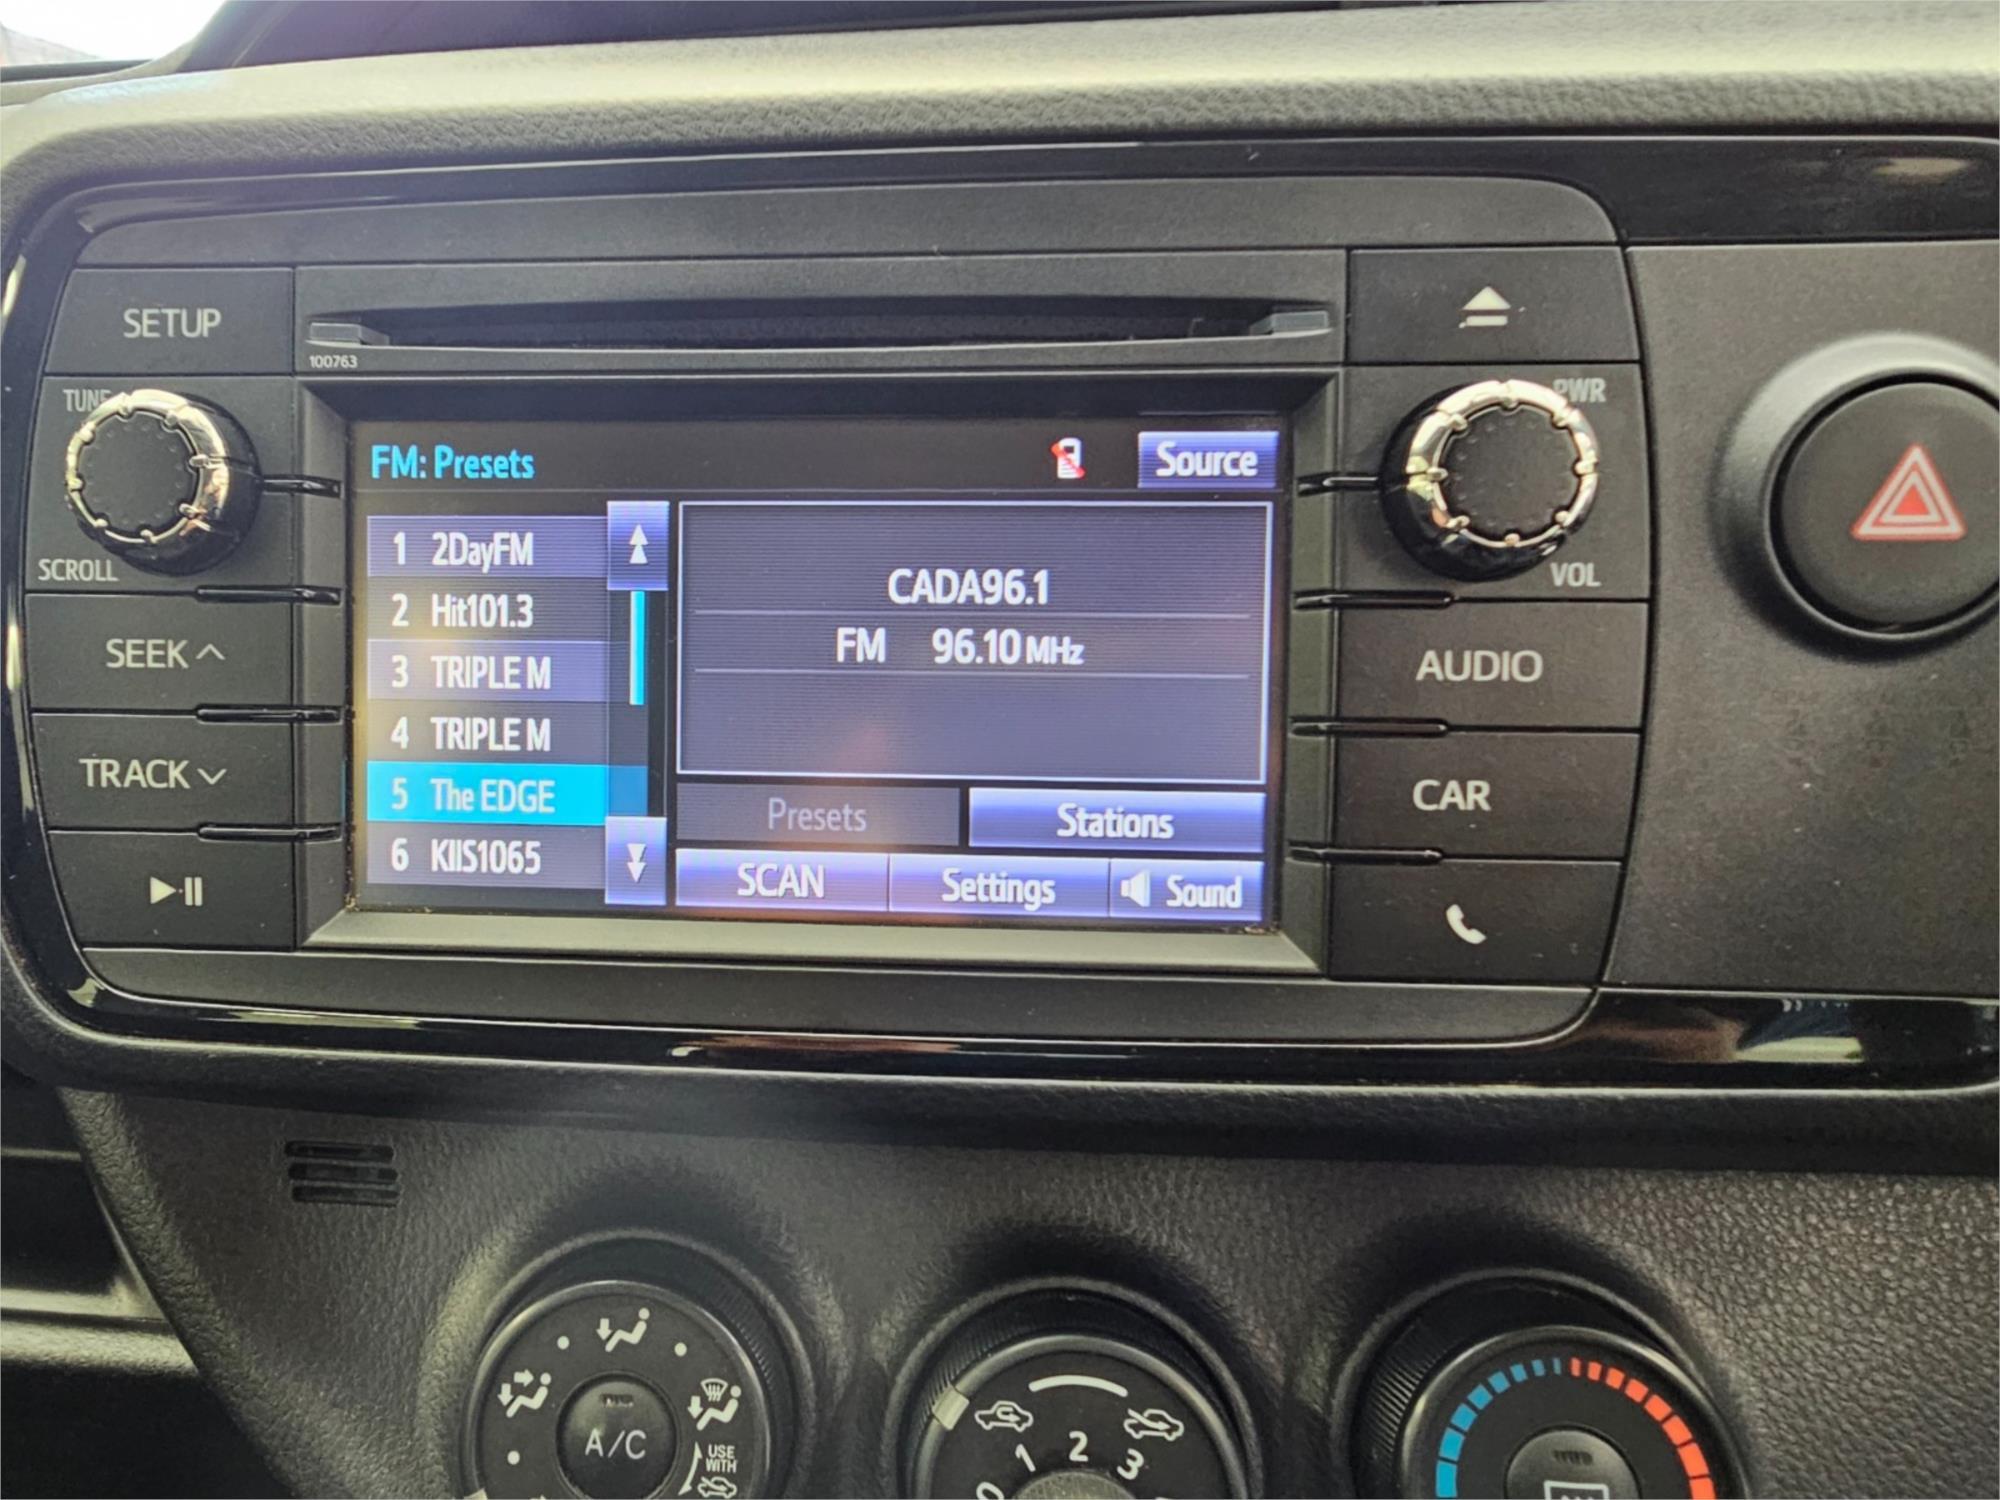 SETUP
100763
TUNE
PWR
SCROLL
VOL
SEEK
TRACK
AUDIO
CAR
FM: Presets
Source
1 2DayFM
2 Hit101.3
3 TRIPLE M
4 TRIPLE M
5 The EDGE
6 KIIS1065
CADA96.1
FM 96.10 MHz
Presets
Stations
SCAN
Settings
Sound
A/C
USE
WITH
0 1 2 3